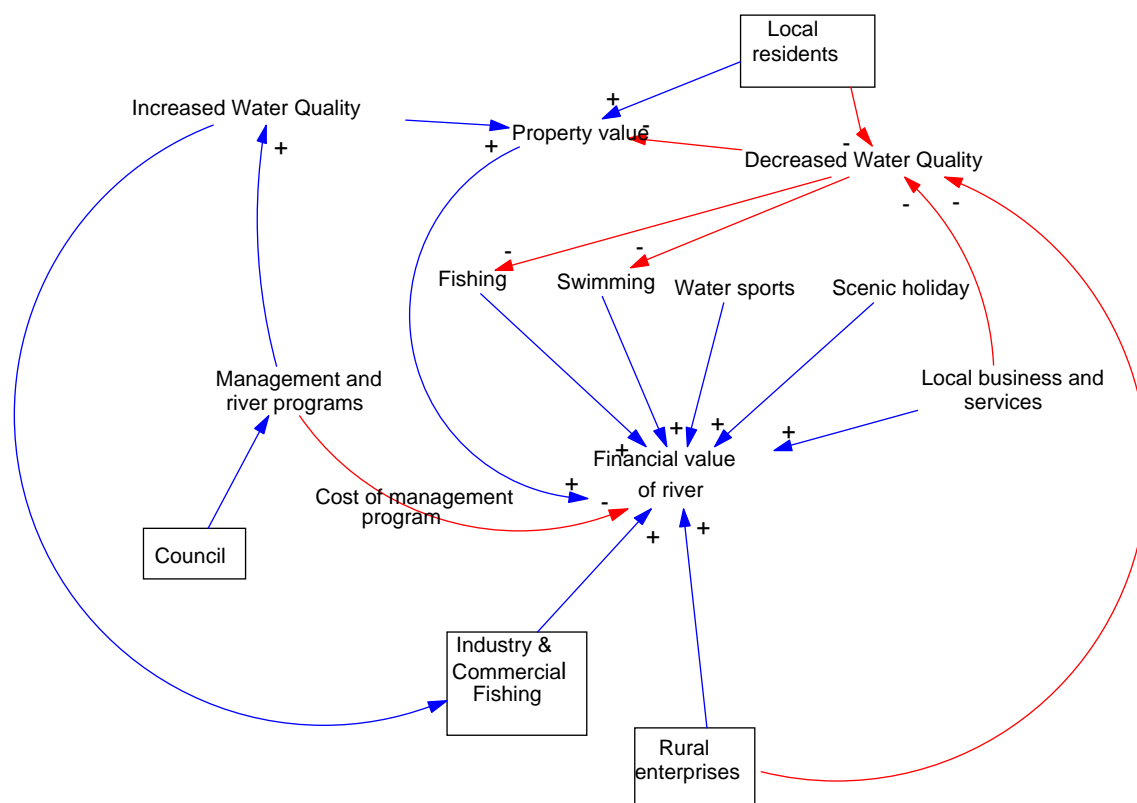 Local
residents
Increased Water Quality
+
+
Property value
-
+
-
Decreased Water Quality
-
-
-
-
Fishing
Swimming
Water sports
Scenic holiday
Management and
river programs
Local business and
services
+
+
+
+
+
Financial value
of river
+
-
Cost of management
program
+
+
Council
Industry &
Commercial
Fishing
Rural
enterprises